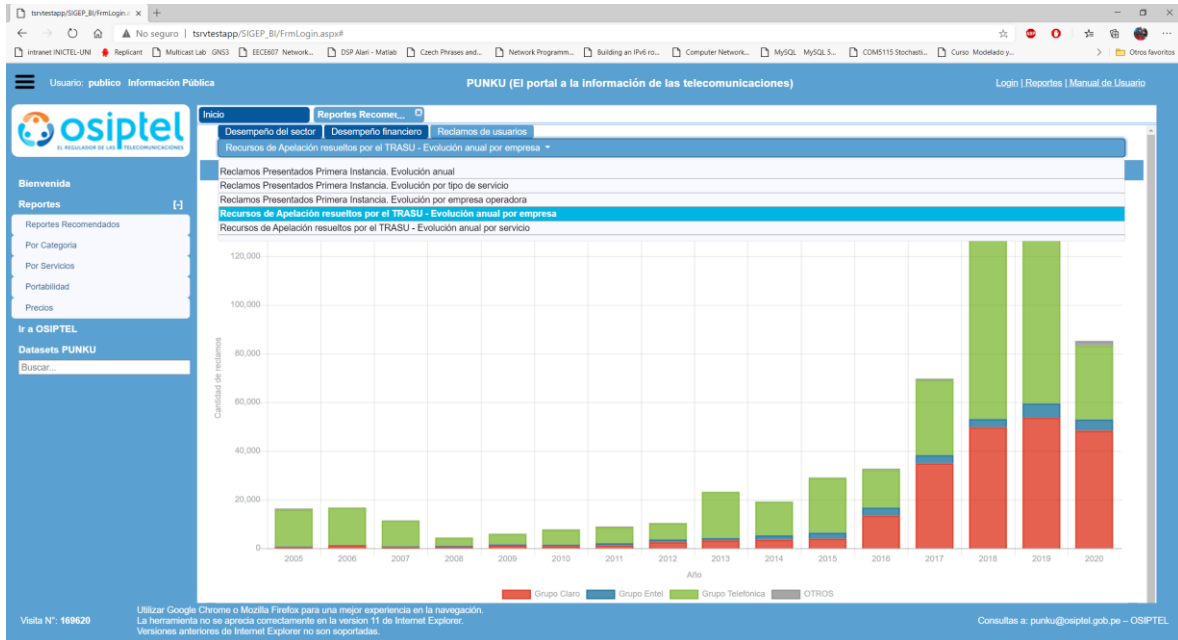 tsrvtestapp/SIGEP_BI/FrmLogin.a
No seguro | tsrvtestapp/SIGEP_BI/FrmLogin.aspx#
intranet INICTEL-UNI Replicant Multicast Lab GNS3 EECE607 Network... DSP Alari - Matlab Czech Phrases and... Network Programm... Building an IPv6 ro... Computer Network... MySQL MySQL 5... COM5115 Stochasti... Curso Modelado y... Otros favoritos
Usuario: publico Información Pública PUNKU (El portal a la información de las telecomunicaciones) Login | Reportes | Manual de Usuario
osiptel
EL REGULADOR DE LAS TELECOMUNICACIONES
Bienvenida
Reportes [-]
Reportes Recomendados
Por Categoria
Por Servicios
Portabilidad
Precios
Ir a OSIPTEL
Datasets PUNKU
Buscar...
Inicio Reportes Recomen...
Desempeño del sector Desempeño financiero Reclamos de usuarios
Recursos de Apelación resueltos por el TRASU - Evolución anual por empresa
Reclamos Presentados Primera Instancia. Evolución anual
Reclamos Presentados Primera Instancia. Evolución por tipo de servicio
Reclamos Presentados Primera Instancia. Evolución por empresa operadora
Recursos de Apelación resueltos por el TRASU - Evolución anual por empresa
Recursos de Apelación resueltos por el TRASU - Evolución anual por servicio
120,000
100,000
80,000
60,000
40,000
20,000
0
Cantidad de reclamos
2005 2006 2007 2008 2009 2010 2011 2012 2013 2014 2015 2016 2017 2018 2019 2020
Año
Grupo Claro Grupo Entel Grupo Telefónica OTROS
Visita N°: 169620
Utilizar Google Chrome o Mozilla Firefox para una mejor experiencia en la navegación.
La herramienta no se aprecia correctamente en la version 11 de Internet Explorer.
Versiones anteriores de Internet Explorer no son soportadas.
Consultas a: punku@osiptel.gob.pe – OSIPTEL